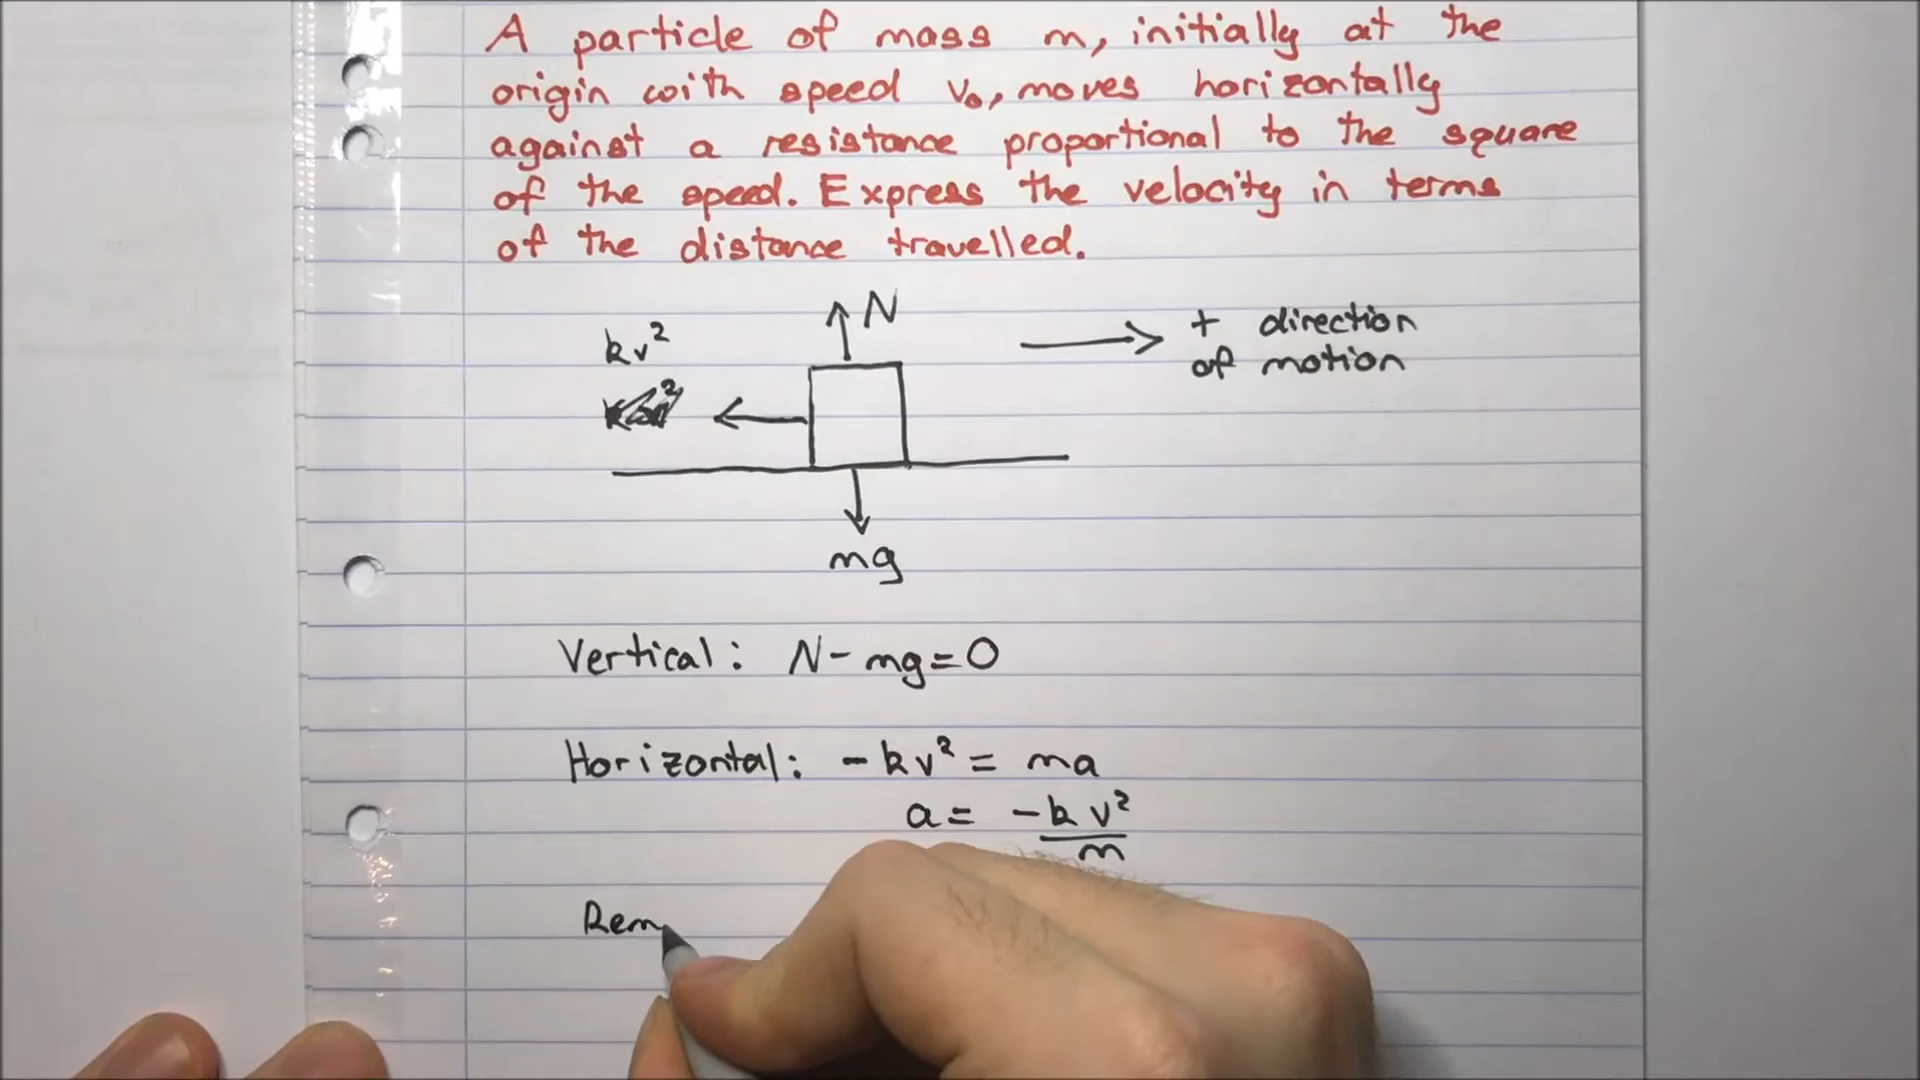 A particle of mass m, initially at the
origin with speed v₀, moves horizontally
against a resistance proportional to the square
of the speed. Express the velocity in terms
of the distance travelled.
N
kv²
+ direction
of motion
mg
Vertical: N - mg = 0
Horizontal: -kv² = ma
a = -kv²
m
Rem